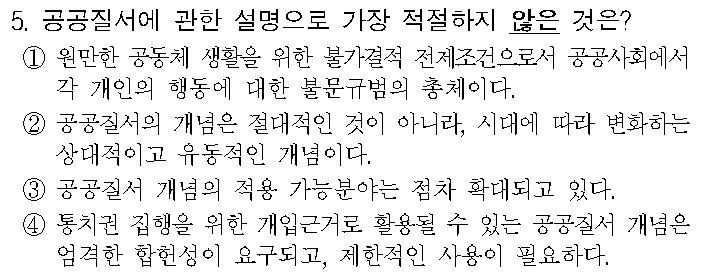 5. 공공질서에 관한 설명으로 가장 적절하지 않은 것은?
① 원만한 공동체 생활을 위한 불가결적 전제조건으로서 공공사회에서
각 개인의 행동에 대한 불문규범의 총체이다.
② 공공질서의 개념은 절대적인 것이 아니라, 시대에 따라 변화하는
상대적이고 유동적인 개념이다.
③ 공공질서 개념의 적용 가능분야는 점차 확대되고 있다.
④ 통치권 집행을 위한 개입근거로 활용될 수 있는 공공질서 개념은
엄격한 합헌성이 요구되고, 제한적인 사용이 필요하다.